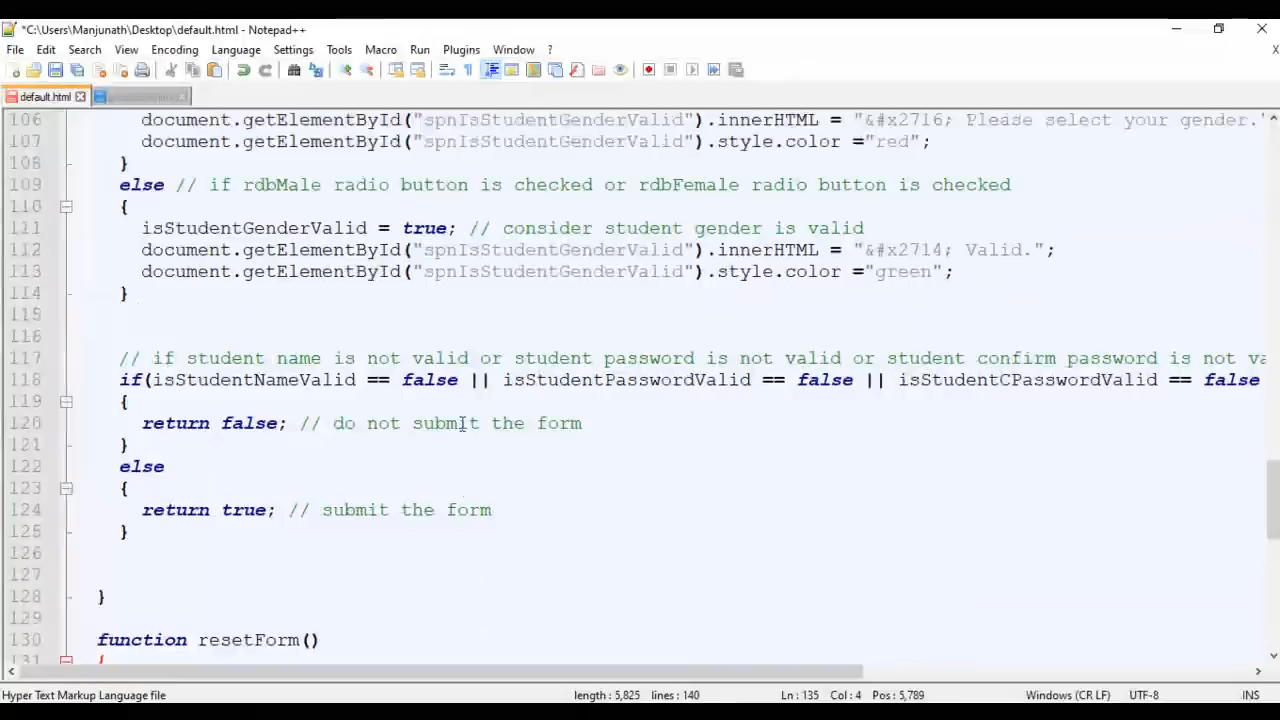 *C:\Users\Manjunath\Desktop\default.html - Notepad++
File Edit Search View Encoding Language Settings Tools Macro Run Plugins Window ? X
default.html
106 document.getElementById("spnIsStudentGenderValid").innerHTML = "&#x2716; Please select your gender."
107 document.getElementById("spnIsStudentGenderValid").style.color ="red";
108 }
109 else // if rdbMale radio button is checked or rdbFemale radio button is checked
110 {
111 isStudentGenderValid = true; // consider student gender is valid
112 document.getElementById("spnIsStudentGenderValid").innerHTML = "&#x2714; Valid.";
113 document.getElementById("spnIsStudentGenderValid").style.color ="green";
114 }
115
116
117 // if student name is not valid or student password is not valid or student confirm password is not va
118 if(isStudentNameValid == false || isStudentPasswordValid == false || isStudentCPasswordValid == false
119 {
120 return false; // do not submit the form
121 }
122 else
123 {
124 return true; // submit the form
125 }
126
127
128 }
129
130 function resetForm()
131 {
Hyper Text Markup Language file length : 5,825 lines : 140 Ln : 135 Col : 4 Pos : 5,789 Windows (CR LF) UTF-8 INS